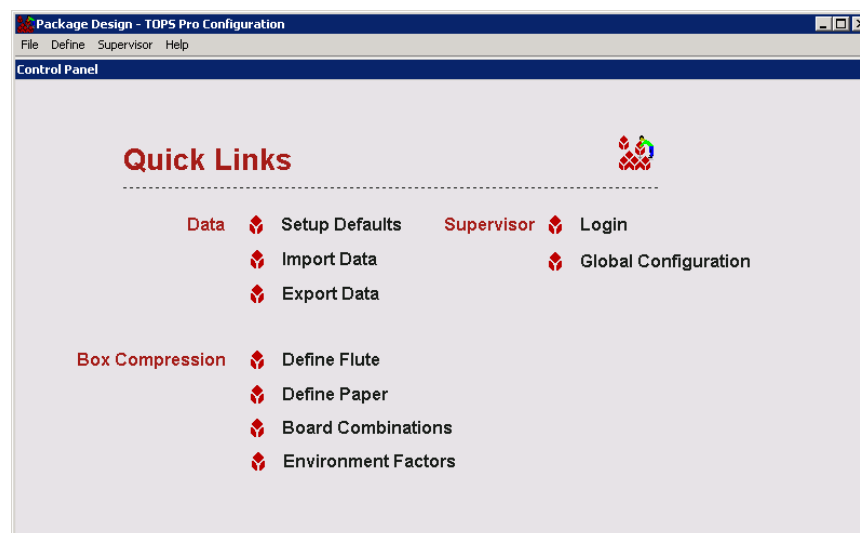 Package Design - TOPS Pro Configuration
File Define Supervisor Help
Control Panel
Quick Links
Data Setup Defaults Supervisor Login
Import Data Global Configuration
Export Data
Box Compression Define Flute
Define Paper
Board Combinations
Environment Factors